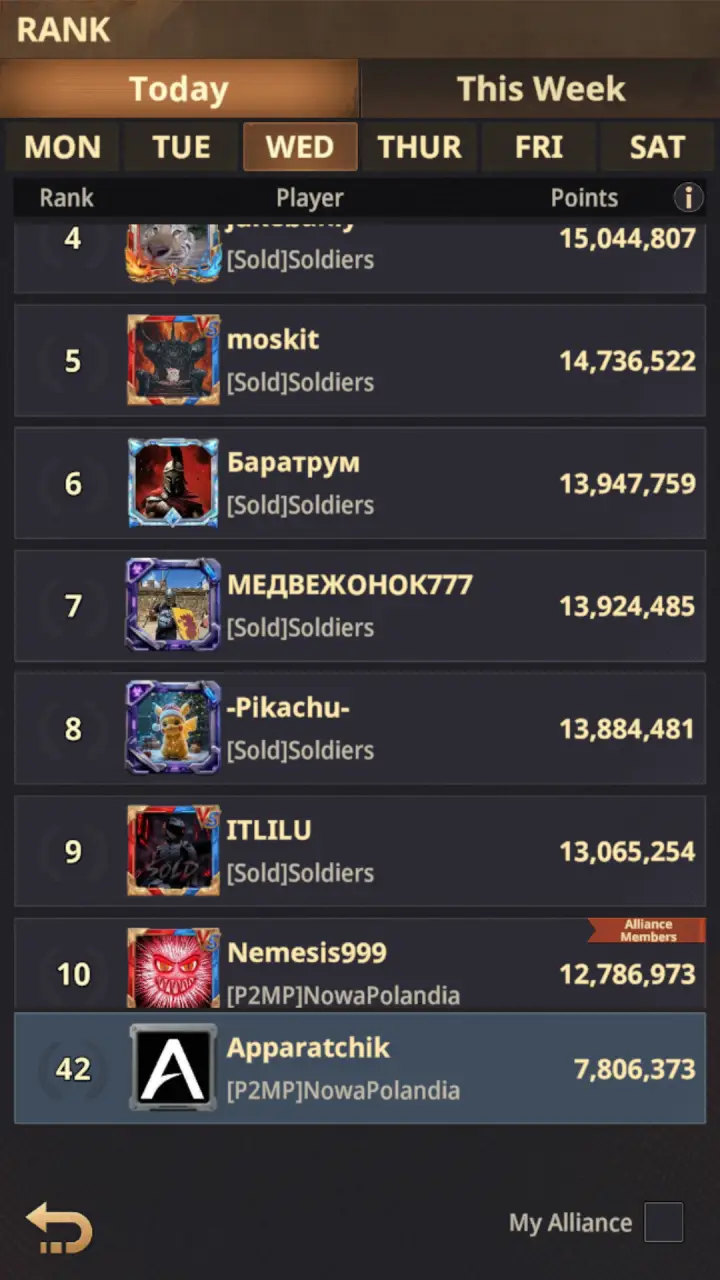 RANK
Today
This Week
MON
TUE
WED
THUR
FRI
SAT
Rank
Player
Points
4
[Sold]Soldiers
15,044,807
5
moskit
[Sold]Soldiers
14,736,522
6
Баратрум
[Sold]Soldiers
13,947,759
7
МЕДВЕЖОНОК777
[Sold]Soldiers
13,924,485
8
-Pikachu-
[Sold]Soldiers
13,884,481
9
ITLILU
[Sold]Soldiers
13,065,254
Alliance
Members
10
Nemesis999
[P2MP]NowaPolandia
12,786,973
42
Apparatchik
[P2MP]NowaPolandia
7,806,373
My Alliance